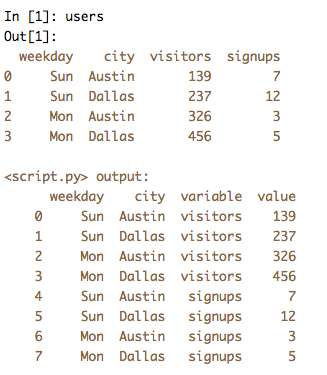 In [1]: users
Out[1]:
  weekday    city  visitors  signups
0     Sun  Austin       139        7
1     Sun  Dallas       237       12
2     Mon  Austin       326        3
3     Mon  Dallas       456        5
<script.py> output:
      weekday    city  variable  value
    0     Sun  Austin  visitors    139
    1     Sun  Dallas  visitors    237
    2     Mon  Austin  visitors    326
    3     Mon  Dallas  visitors    456
    4     Sun  Austin   signups      7
    5     Sun  Dallas   signups     12
    6     Mon  Austin   signups      3
    7     Mon  Dallas   signups      5